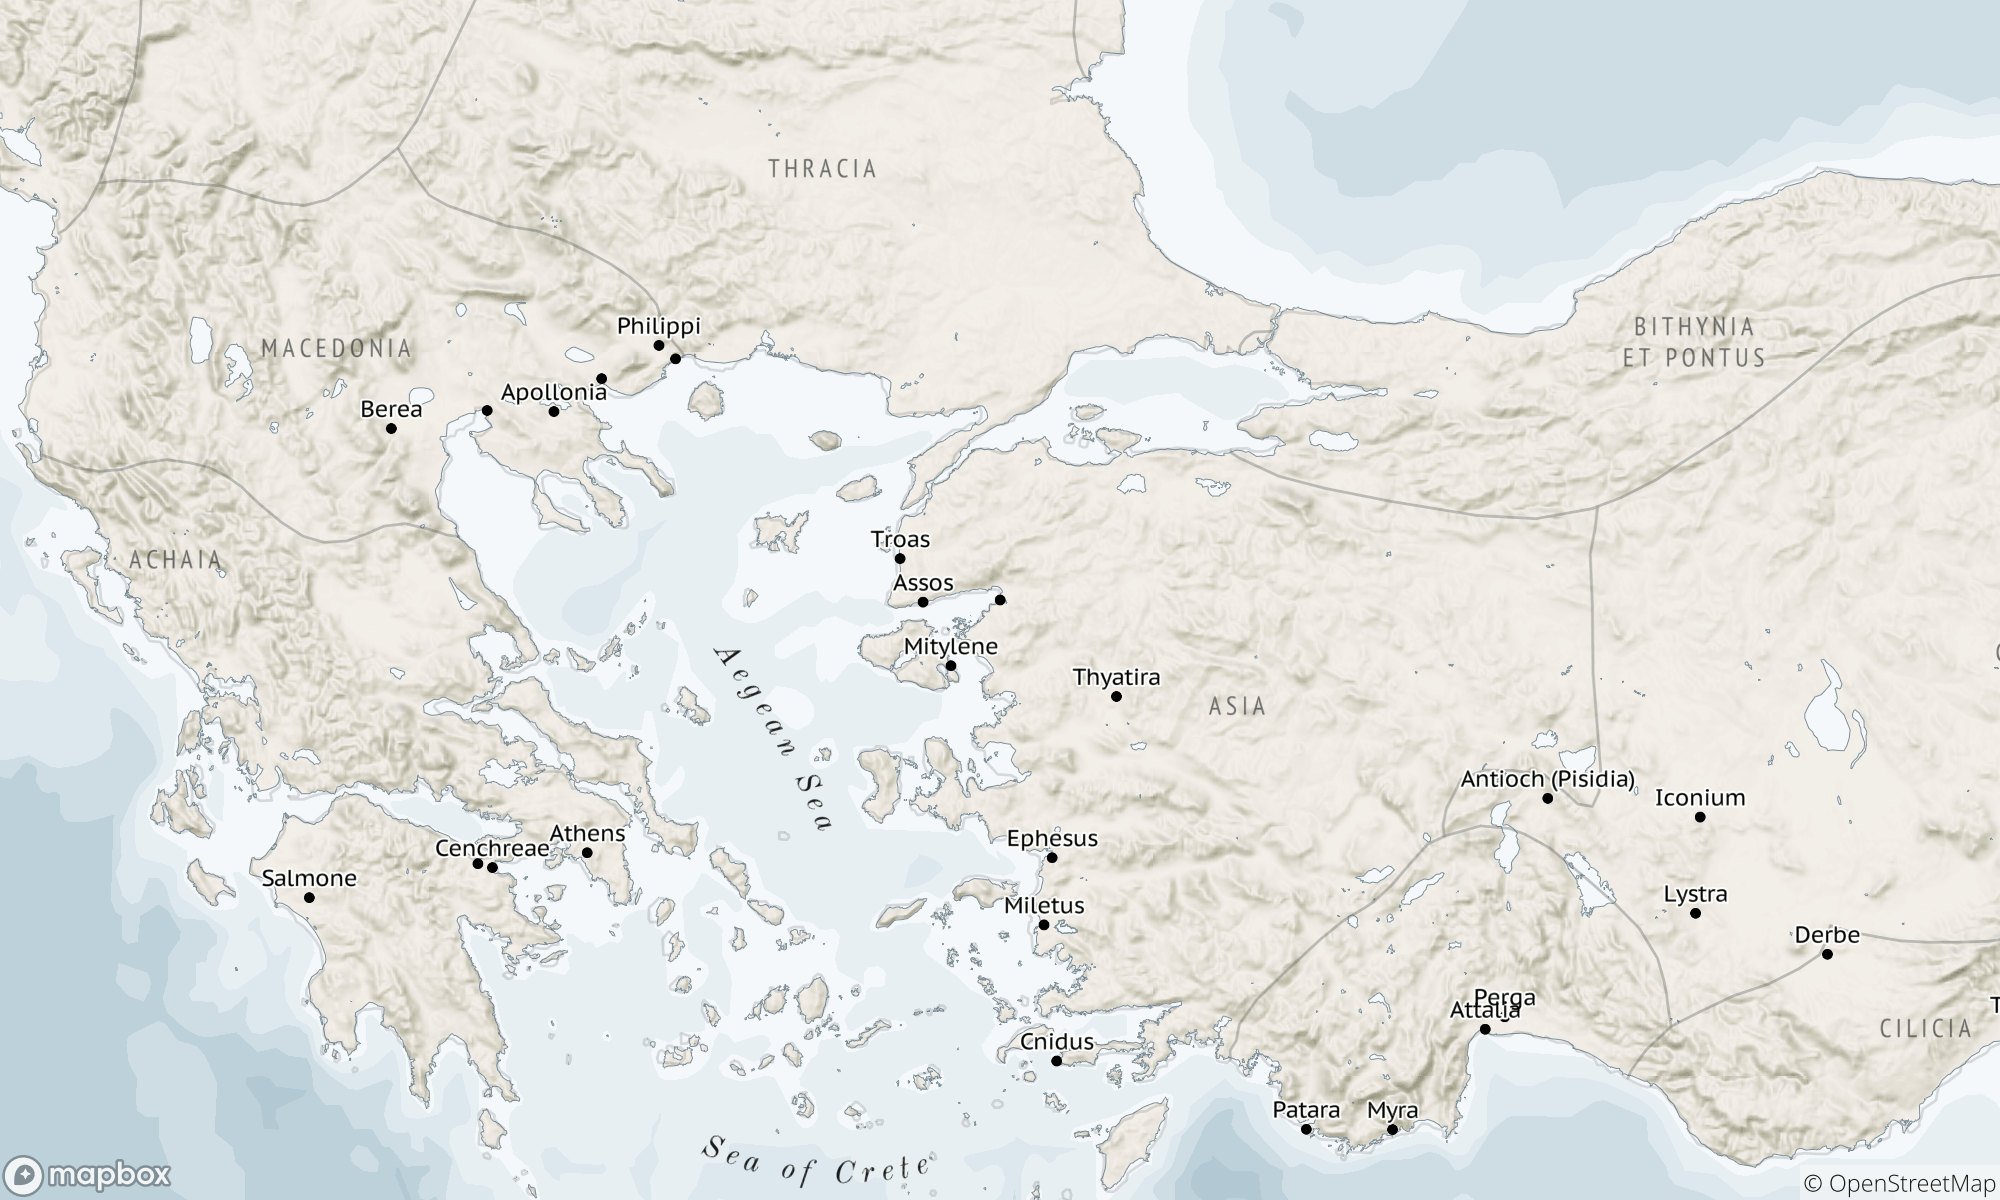 THRACIA
Philippi
BITHYNIA
ET PONTUS
MACEDONIA
Apollonia
Berea
Troas
ACHAIA
Assos
Mitylene
Aegean Sea
Thyatira
ASIA
Antioch (Pisidia)
Iconium
Athens
Ephesus
Cenchreae
Salmone
Lystra
Miletus
Derbe
Perga
Attalia
CILICIA
Cnidus
Patara
Myra
Sea of Crete
mapbox
© OpenStreetMap